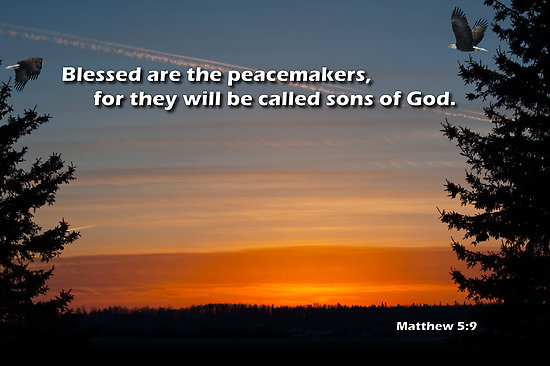 Blessed are the peacemakers,
for they will be called sons of God.
Matthew 5:9